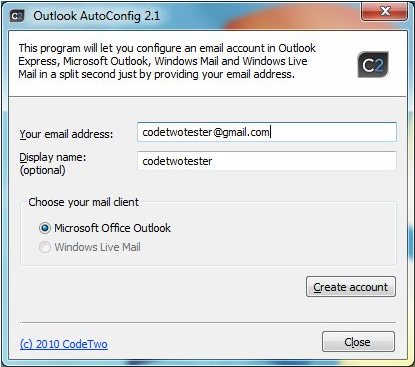 Outlook AutoConfig 2.1
This program will let you configure an email account in Outlook
Express, Microsoft Outlook, Windows Mail and Windows Live
Mail in a split second just by providing your email address.
C2
Your email address:
codetwotester@gmail.com
Display name:
(optional)
codetwotester
Choose your mail client
Microsoft Office Outlook
Windows Live Mail
Create account
(c) 2010 CodeTwo
Close